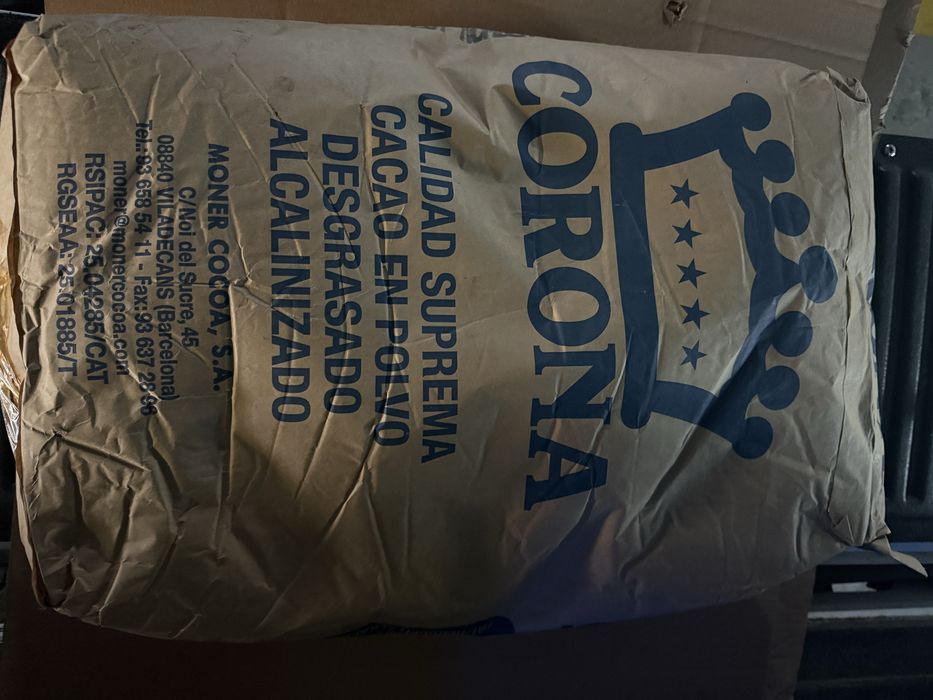 CORONA
CALIDAD SUPREMA
CACAO EN POLVO
DESGRASADO
ALCALINIZADO
MONER COCOA, S.A.
C/Noi del Sucre, 45
08840 VILADECANS (Barcelona)
Tel.: 93 658 54 11 - Fax: 93 637 28 96
moner@monercocoa.com
RSIPAC: 25.04285/CAT
RGSEAA: 25.01885/T